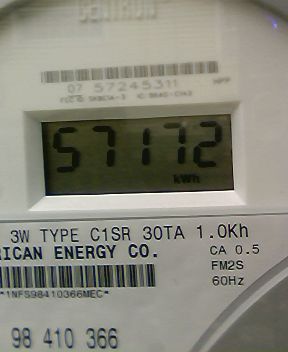 CENTRON
07 57245311
57172
kWh
3W TYPE C1SR 30TA 1.0Kh
RICAN ENERGY CO. CA 0.5
FM2S
60Hz
*1NFS98410366MEC*
98 410 366